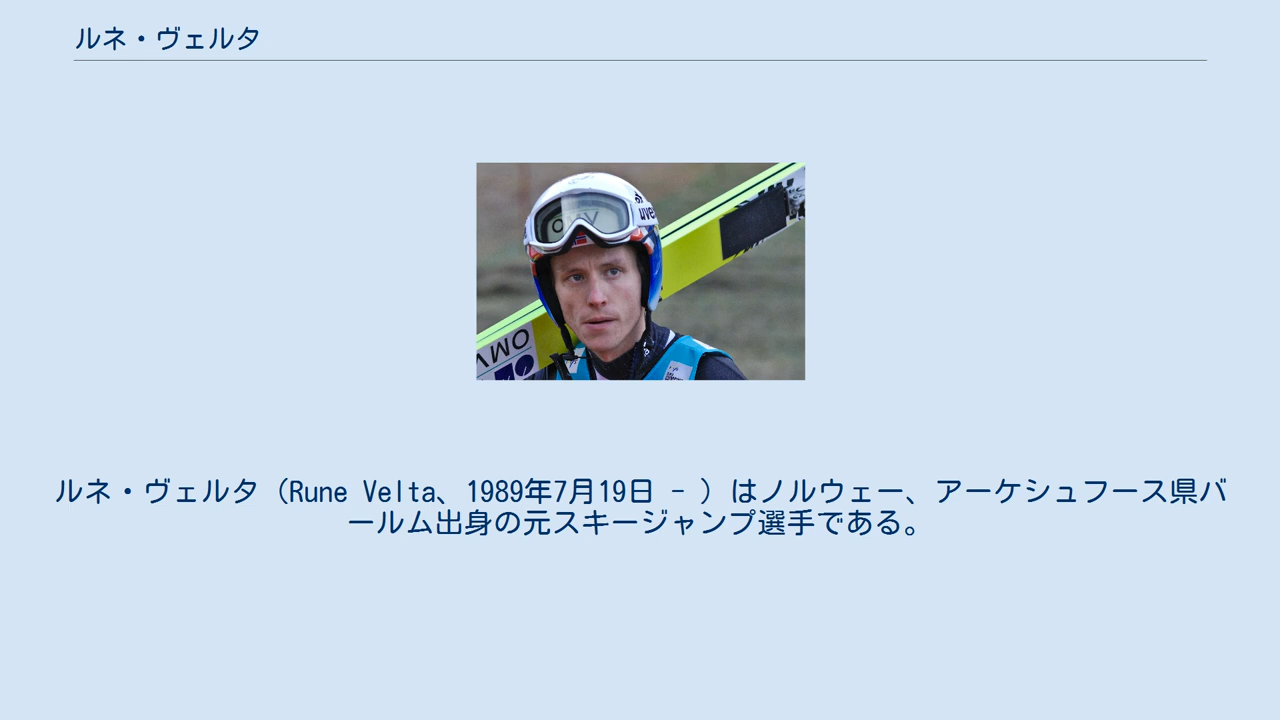 ルネ・ヴェルタ
OMV
uvex
OMV
ルネ・ヴェルタ（Rune Velta、1989年7月19日 - ）はノルウェー、アーケシュフース県バ
ールム出身の元スキージャンプ選手である。